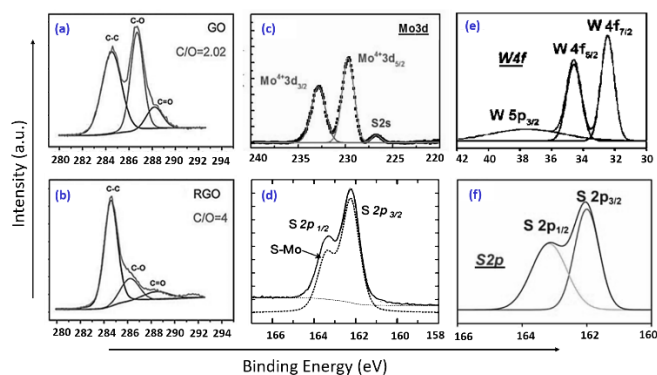 (a)
GO
C/O=2.02
C-C
C-O
C=O
280 282 284 286 288 290 292 294
(c)
Mo3d
Mo⁴⁺3d₃/₂
Mo⁴⁺3d₅/₂
S2s
240 235 230 225 220
(e)
W4f
W 4f₇/₂
W 4f₅/₂
W 5p₃/₂
42 38 34 30
(b)
RGO
C/O=4
C-C
C-O
C=O
280 282 284 286 288 290 292 294
(d)
S 2p₁/₂
S 2p₃/₂
S-Mo
166 164 162 160 158
(f)
S 2p₃/₂
S 2p₁/₂
S2p
166 164 162 160
Intensity (a.u.)
Binding Energy (eV)